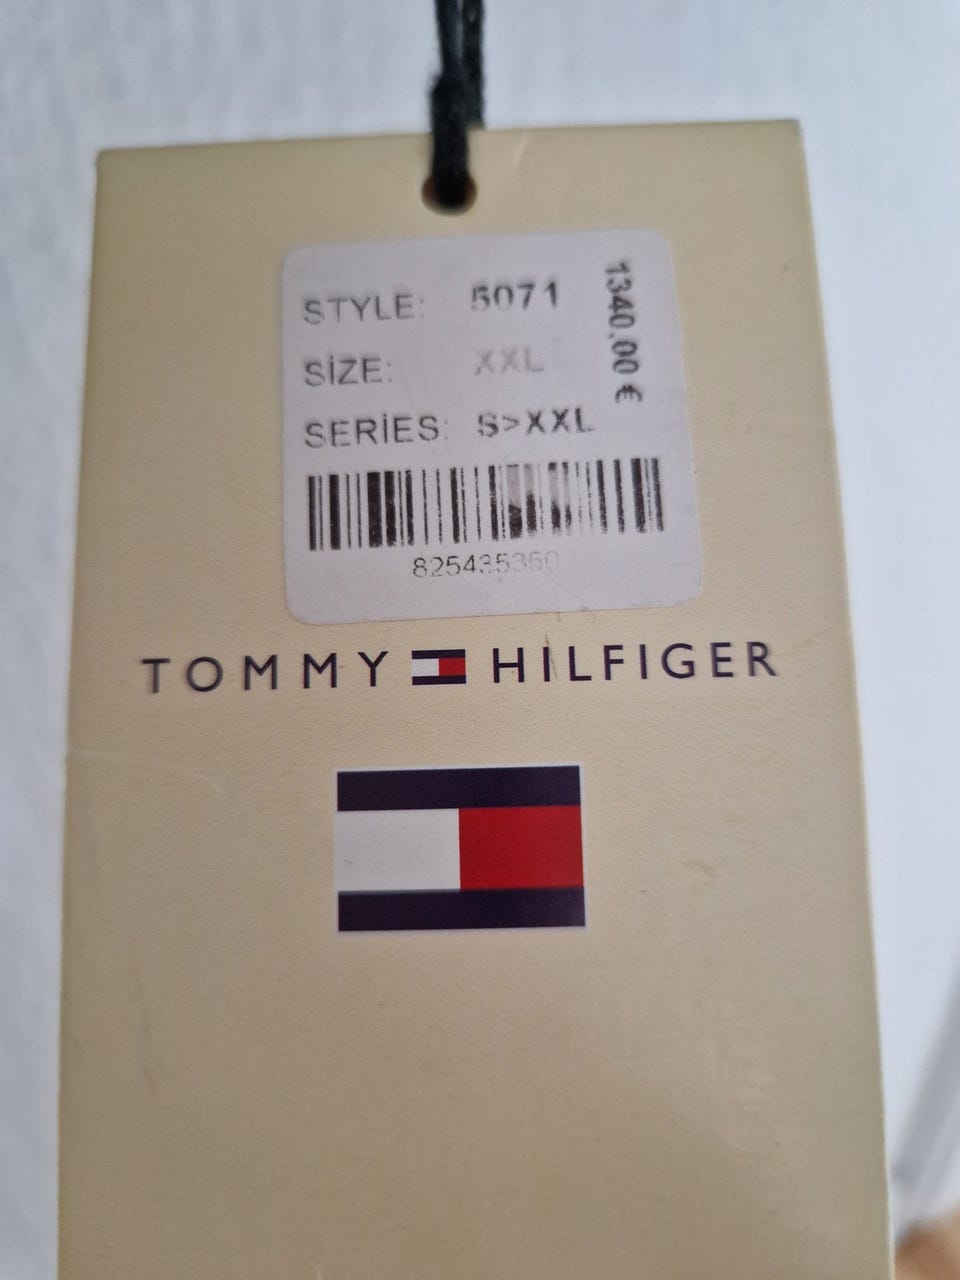 STYLE: 5071
SİZE: XXL
SERİES: S>XXL
1340,00 €
825435350
TOMMY HILFIGER